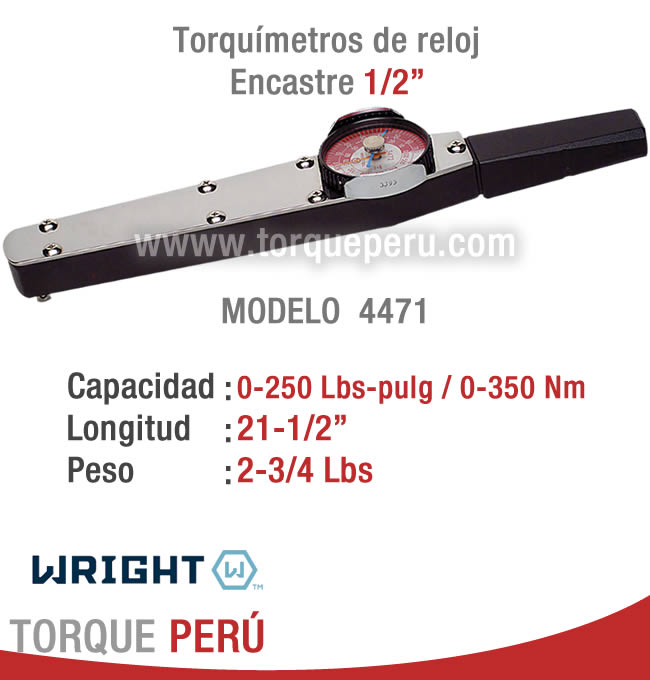 Torquímetros de reloj
Encastre 1/2”
www.torqueperu.com
MODELO 4471
Capacidad : 0-250 Lbs-pulg / 0-350 Nm
Longitud : 21-1/2”
Peso : 2-3/4 Lbs
WRIGHT W™
TORQUE PERÚ